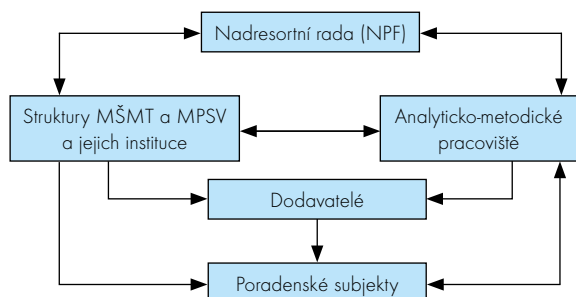 Nadresortní rada (NPF)
Struktury MŠMT a MPSV
a jejich instituce
Analyticko-metodické
pracoviště
Dodavatelé
Poradenské subjekty